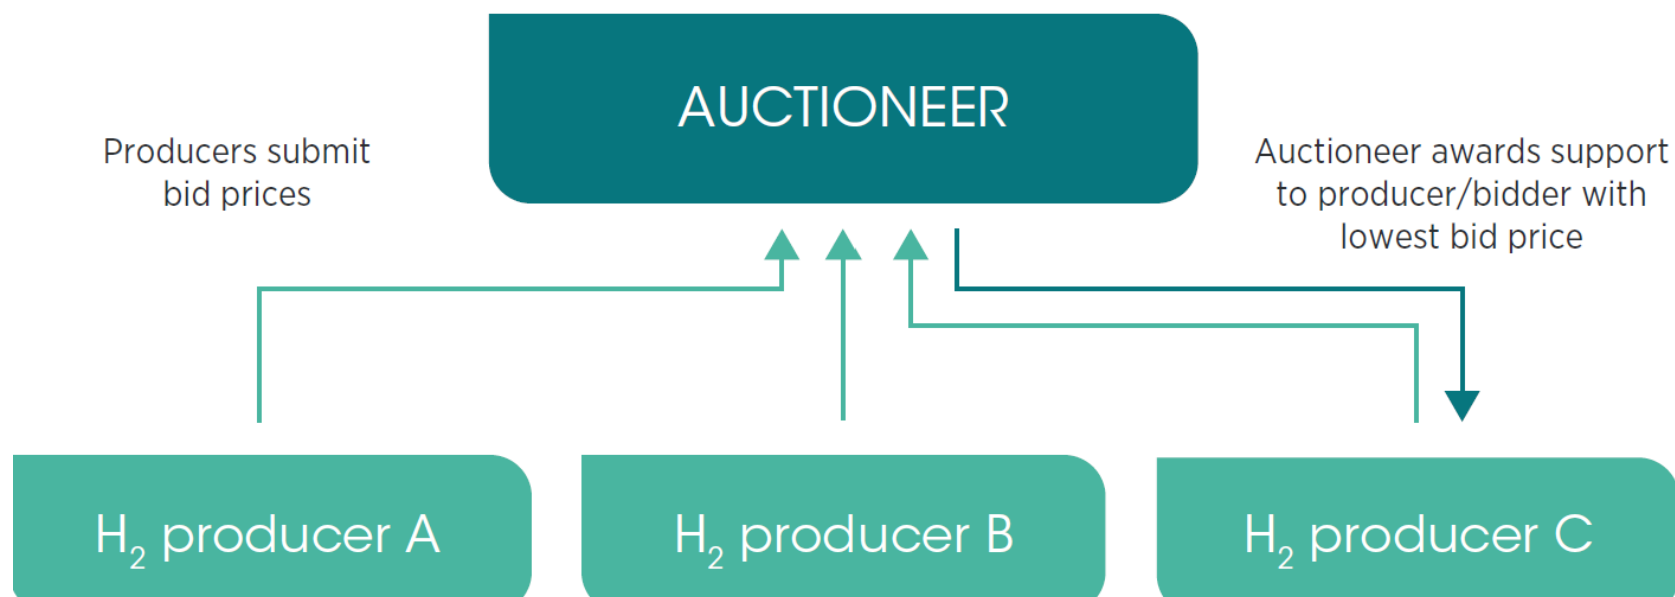 AUCTIONEER
Producers submit
bid prices
Auctioneer awards support
to producer/bidder with
lowest bid price
H₂ producer A
H₂ producer B
H₂ producer C